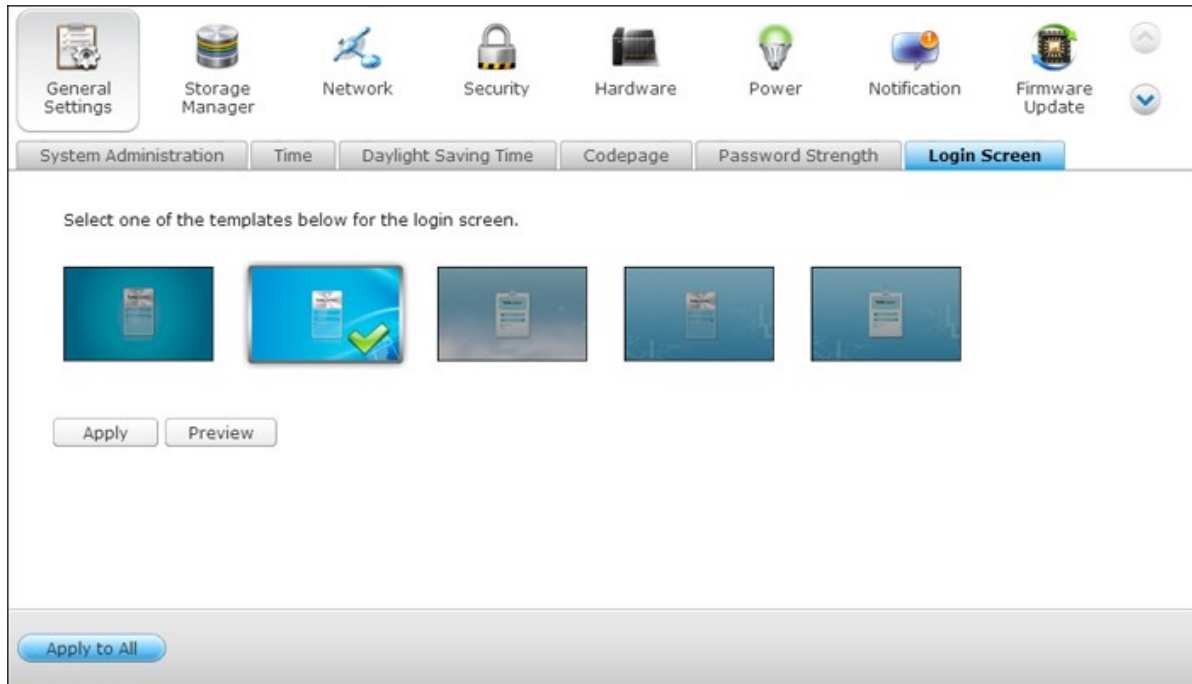 General
Settings
Storage
Manager
Network
Security
Hardware
Power
Notification
Firmware
Update
System Administration
Time
Daylight Saving Time
Codepage
Password Strength
Login Screen
Select one of the templates below for the login screen.
Apply
Preview
Apply to All